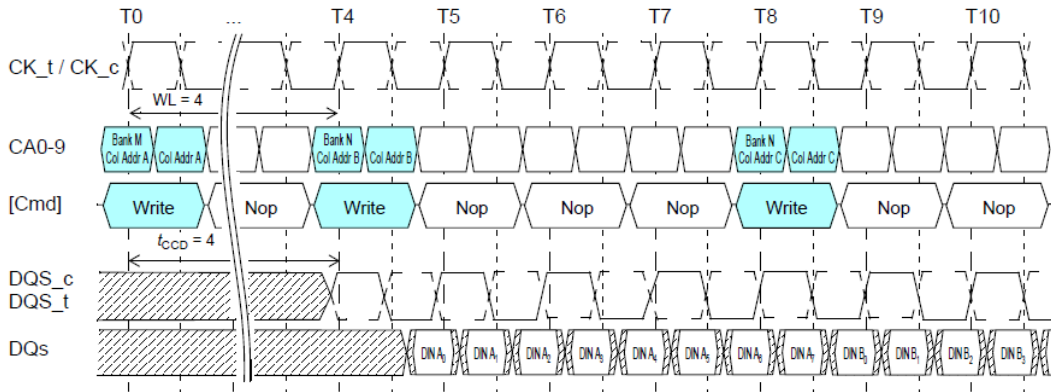 T0 ... T4 T5 T6 T7 T8 T9 T10
CK_t / CK_c
WL = 4
CA0-9
Bank M Col Addr A Col Addr A Bank N Col Addr B Col Addr B Bank N Col Addr C Col Addr C
[Cmd] Write Nop Write Nop Nop Nop Write Nop Nop
tCCD = 4
DQS_c
DQS_t
DQs DIN A0 DIN A1 DIN A2 DIN A3 DIN A4 DIN A5 DIN A6 DIN A7 DIN B0 DIN B1 DIN B2 DIN B3